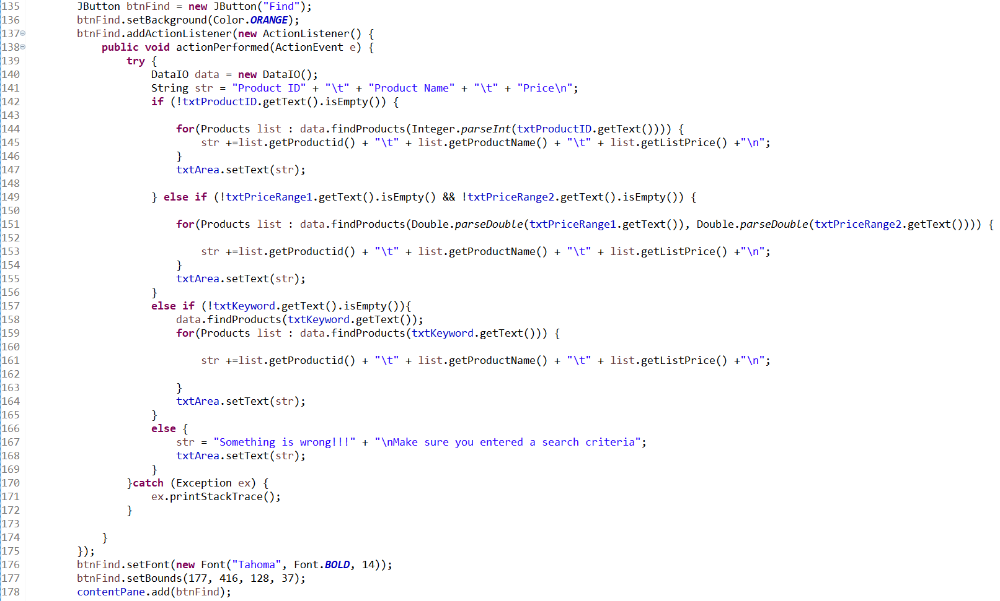 135 JButton btnFind = new JButton("Find");
136 btnFind.setBackground(Color.ORANGE);
137 btnFind.addActionListener(new ActionListener() {
138 public void actionPerformed(ActionEvent e) {
139 try {
140 DataIO data = new DataIO();
141 String str = "Product ID" + "\t" + "Product Name" + "\t" + "Price\n";
142 if (!txtProductID.getText().isEmpty()) {
143
144 for(Products list : data.findProducts(Integer.parseInt(txtProductID.getText()))) {
145 str +=list.getProductid() + "\t" + list.getProductName() + "\t" + list.getListPrice() +"\n";
146 }
147 txtArea.setText(str);
148
149 } else if (!txtPriceRange1.getText().isEmpty() && !txtPriceRange2.getText().isEmpty()) {
150
151 for(Products list : data.findProducts(Double.parseDouble(txtPriceRange1.getText()), Double.parseDouble(txtPriceRange2.getText()))) {
152
153 str +=list.getProductid() + "\t" + list.getProductName() + "\t" + list.getListPrice() +"\n";
154 }
155 txtArea.setText(str);
156 }
157 else if (!txtKeyword.getText().isEmpty()){
158 data.findProducts(txtKeyword.getText());
159 for(Products list : data.findProducts(txtKeyword.getText())) {
160
161 str +=list.getProductid() + "\t" + list.getProductName() + "\t" + list.getListPrice() +"\n";
162
163 }
164 txtArea.setText(str);
165 }
166 else {
167 str = "Something is wrong!!!" + "\nMake sure you entered a search criteria";
168 txtArea.setText(str);
169 }
170 }catch (Exception ex) {
171 ex.printStackTrace();
172 }
173
174 }
175 });
176 btnFind.setFont(new Font("Tahoma", Font.BOLD, 14));
177 btnFind.setBounds(177, 416, 128, 37);
178 contentPane.add(btnFind);